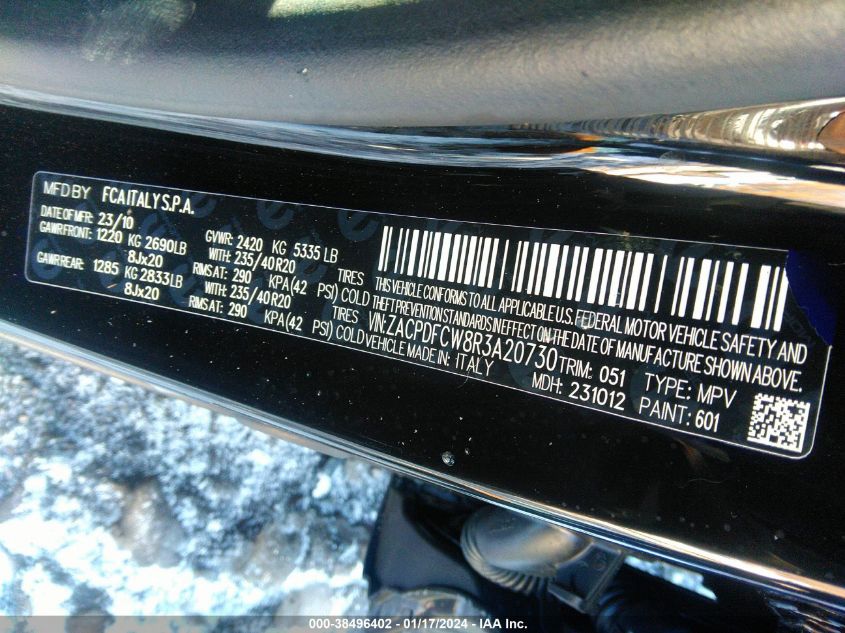 MFD BY FCA ITALY S.P.A.
DATE OF MFR: 23/10 GVWR: 2420 KG 5335 LB
GAWR FRONT: 1220 KG 2690LB WITH: 235/40R20 TIRES
8Jx20 RIMS AT: 290 KPA(42 PSI) COLD
GAWR REAR: 1285 KG 2833LB WITH: 235/40R20 TIRES
8Jx20 RIMS AT: 290 KPA(42 PSI) COLD
THIS VEHICLE CONFORMS TO ALL APPLICABLE U.S. FEDERAL MOTOR VEHICLE SAFETY AND
THEFT PREVENTION STANDARDS IN EFFECT ON THE DATE OF MANUFACTURE SHOWN ABOVE.
VIN: ZACPDFCW8R3A20730 TRIM: 051 TYPE: MPV
VEHICLE MADE IN: ITALY MDH: 231012 PAINT: 601
000-38496402 - 01/17/2024 - IAA Inc.